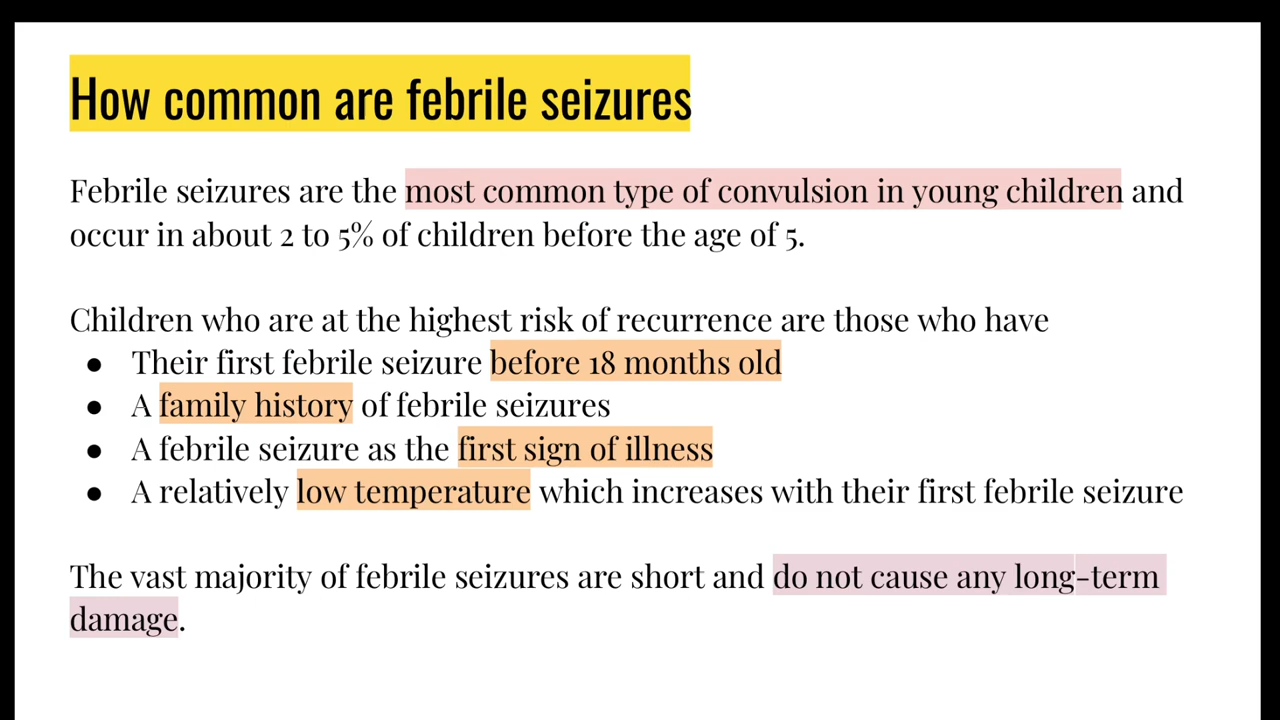 How common are febrile seizures
Febrile seizures are the most common type of convulsion in young children and
occur in about 2 to 5% of children before the age of 5.
Children who are at the highest risk of recurrence are those who have
● Their first febrile seizure before 18 months old
● A family history of febrile seizures
● A febrile seizure as the first sign of illness
● A relatively low temperature which increases with their first febrile seizure
The vast majority of febrile seizures are short and do not cause any long-term
damage.